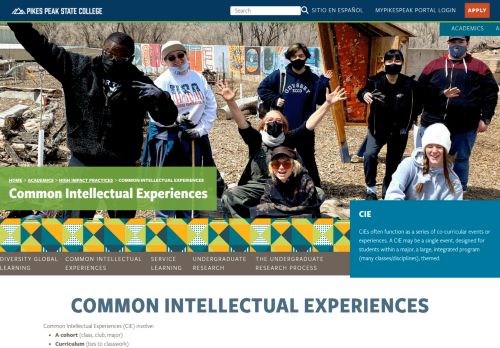 PIKES PEAK STATE COLLEGE
Search
SITIO EN ESPAÑOL
MYPIKESPEAK PORTAL LOGIN
APPLY
ACADEMICS
HOME > ACADEMICS > HIGH IMPACT PRACTICES > COMMON INTELLECTUAL EXPERIENCES
Common Intellectual Experiences
CIE
CIEs often function as a series of co-curricular events or
experiences. A CIE may be a single event, designed for
students within a major, a large, integrated program
(many classes/disciplines), themed.
DIVERSITY GLOBAL
LEARNING
COMMON INTELLECTUAL
EXPERIENCES
SERVICE
LEARNING
UNDERGRADUATE
RESEARCH
THE UNDERGRADUATE
RESEARCH PROCESS
COMMON INTELLECTUAL EXPERIENCES
Common Intellectual Experiences (CIE) involve:
• A cohort (class, club, major)
• Curriculum (ties to classwork)